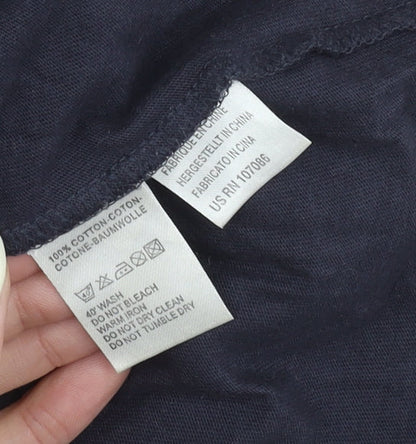 100% COTTON-COTON-
COTONE-BAUMWOLLE
40° WASH
DO NOT BLEACH
WARM IRON
DO NOT DRY CLEAN
DO NOT TUMBLE DRY
FABRIQUE EN CHINE
HERGESTELLT IN CHINA
FABRICATO IN CINA
US RN 107086